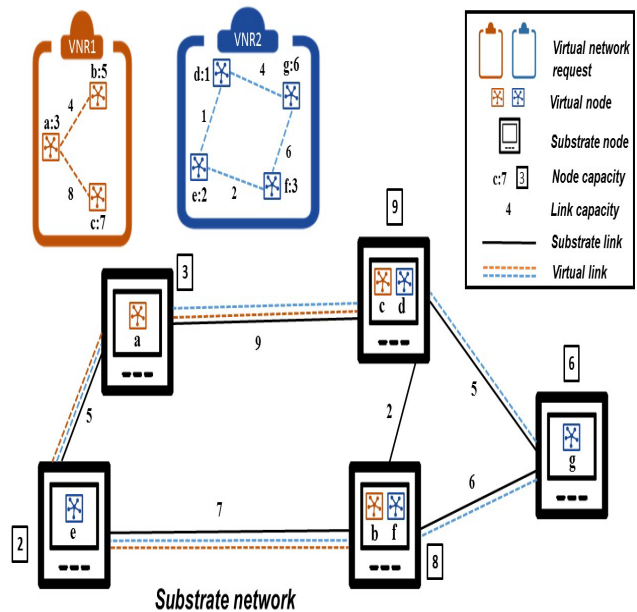 VNR1
b:5
4
a:3
8
c:7
VNR2
d:1
4
g:6
1
6
e:2
2
f:3
Virtual network
request
Virtual node
Substrate node
c:7 3 Node capacity
4 Link capacity
Substrate link
Virtual link
3
a
9
9
c d
5
6
g
5
2
6
2
e
7
b f
8
Substrate network